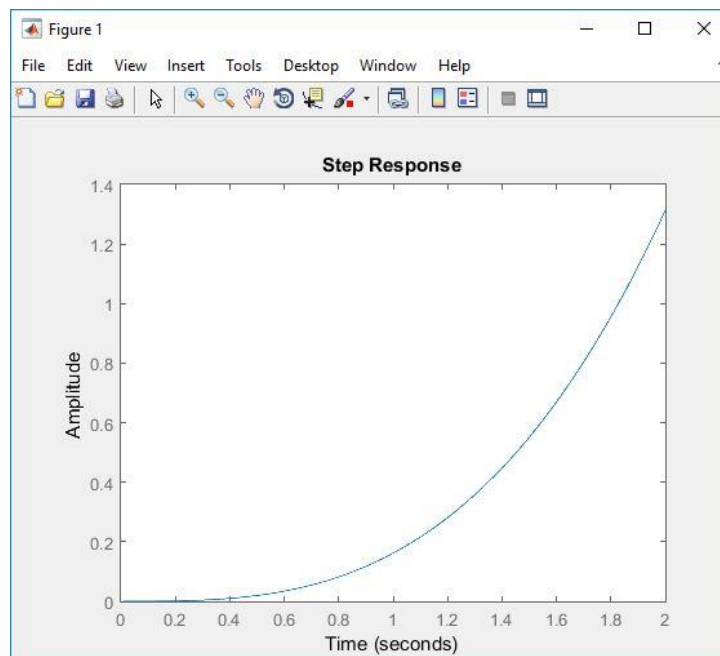 Figure 1
File Edit View Insert Tools Desktop Window Help
Step Response
1.4
1.2
1
0.8
0.6
0.4
0.2
0
Amplitude
0 0.2 0.4 0.6 0.8 1 1.2 1.4 1.6 1.8 2
Time (seconds)